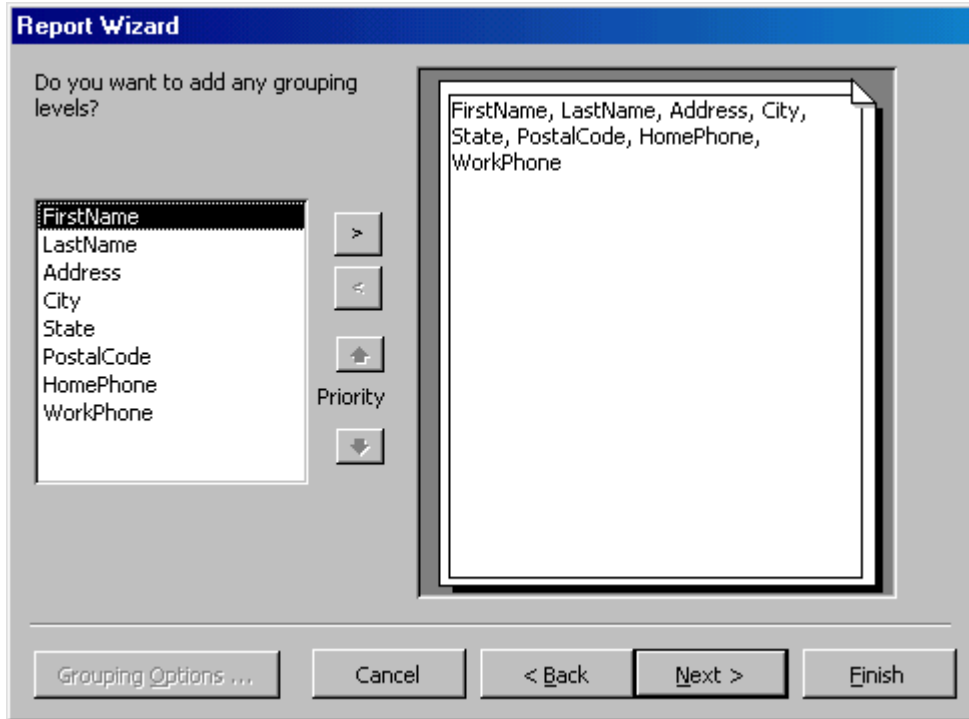 Report Wizard
Do you want to add any grouping
levels?
FirstName
LastName
Address
City
State
PostalCode
HomePhone
WorkPhone
>
<
Priority
FirstName, LastName, Address, City,
State, PostalCode, HomePhone,
WorkPhone
Grouping Options ...
Cancel
< Back
Next >
Finish